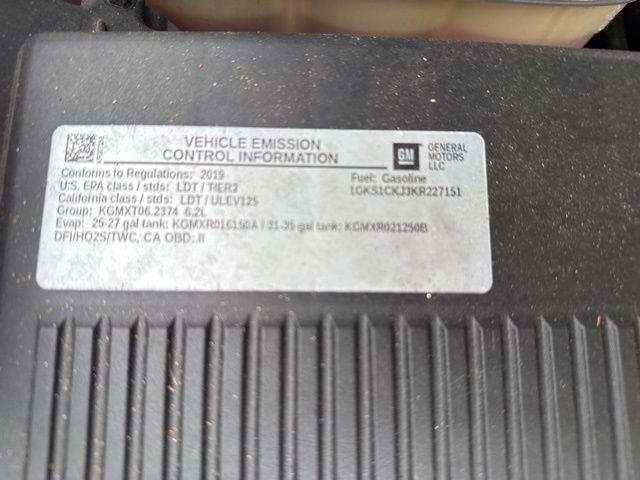 VEHICLE EMISSION
CONTROL INFORMATION
GM
GENERAL
MOTORS
LLC
Conforms to Regulations: 2019
Fuel: Gasoline
U.S. EPA class / stds: LDT / TIER3
1GKS1CKJ3KR227151
California class / stds: LDT / ULEV125
Group: KGMXT06.2374 6.2L
Evap: 25-27 gal tank: KGMXR016150A / 31-35 gal tank: KGMXR021250B
DFI/HO2S/TWC, CA OBD: II